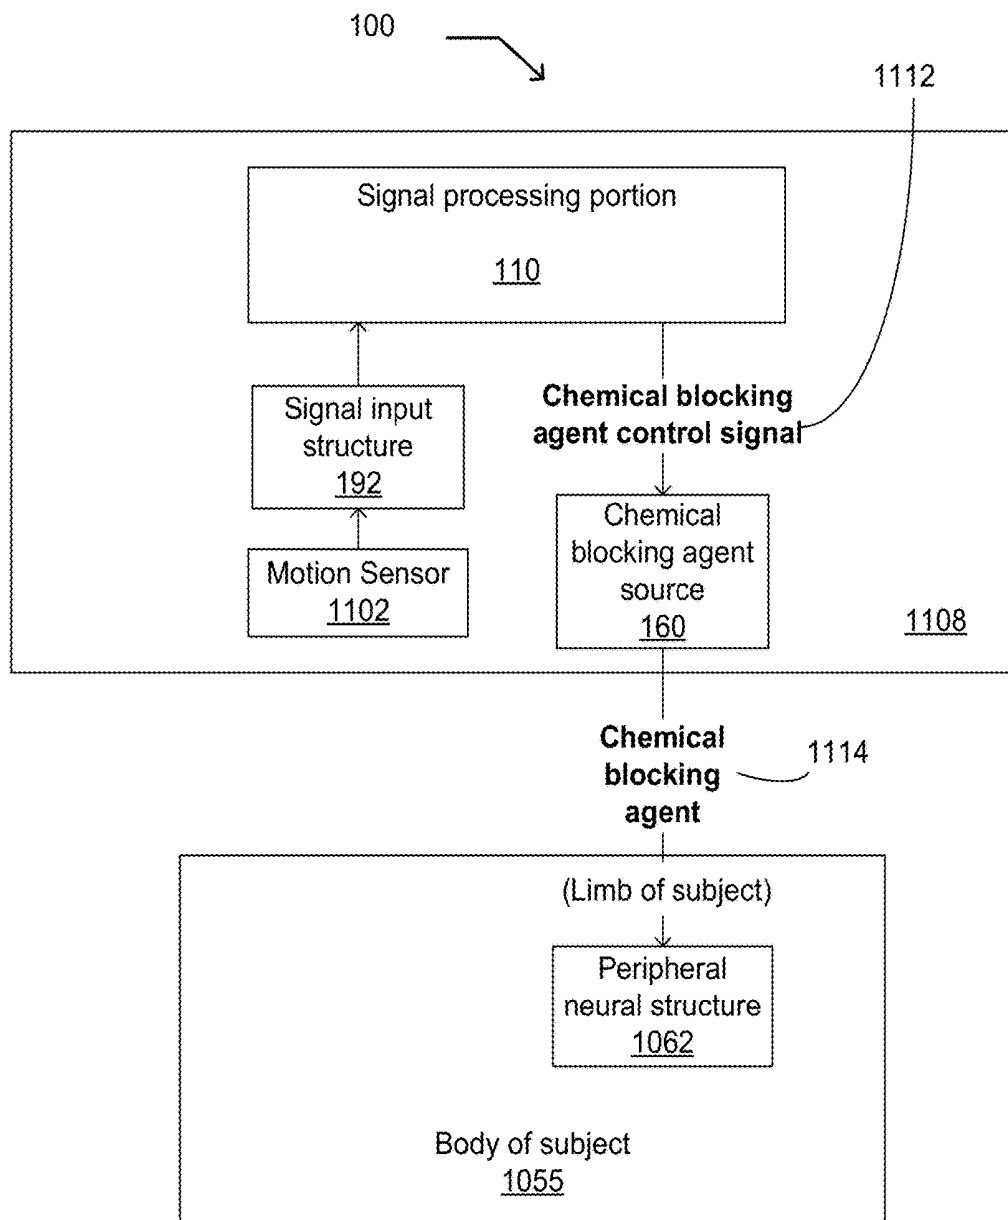 100
1112
Signal processing portion
110
Chemical blocking
agent control signal
Signal input
structure
192
Motion Sensor
1102
Chemical
blocking agent
source
160
1108
Chemical
blocking
agent
1114
(Limb of subject)
Peripheral
neural structure
1062
Body of subject
1055